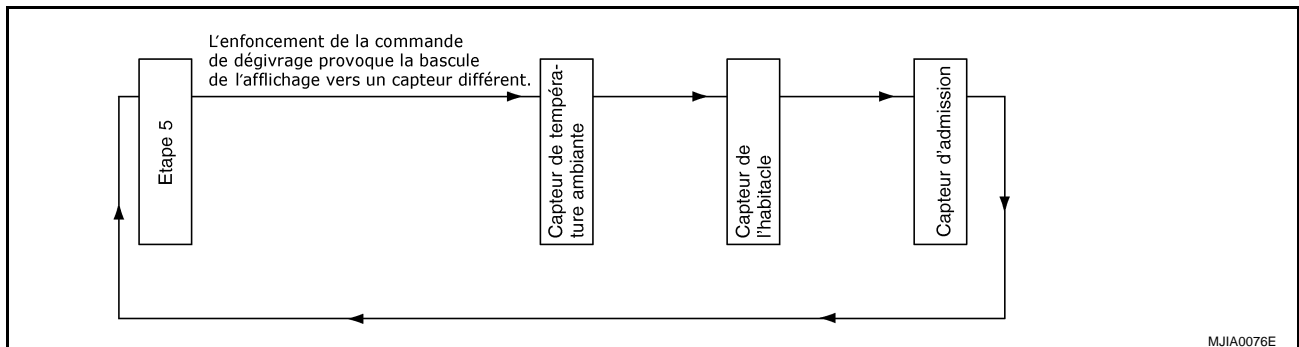 L'enfoncement de la commande
de dégivrage provoque la bascule
de l'afflichage vers un capteur différent.
Etape 5
Capteur de tempéra-
ture ambiante
Capteur de
l'habitacle
Capteur d'admission
MJIA0076E